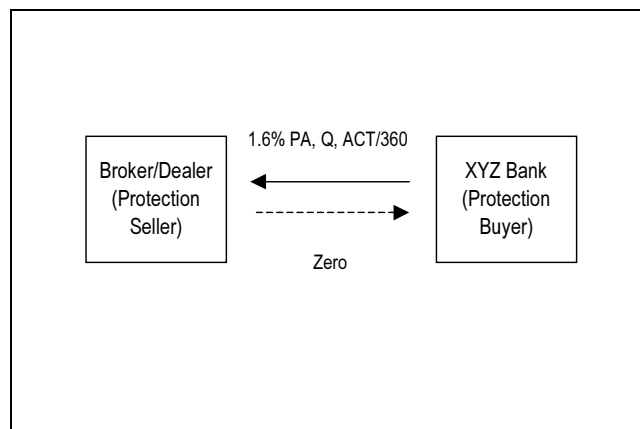 1.6% PA, Q, ACT/360
Broker/Dealer
(Protection
Seller)
XYZ Bank
(Protection
Buyer)
Zero